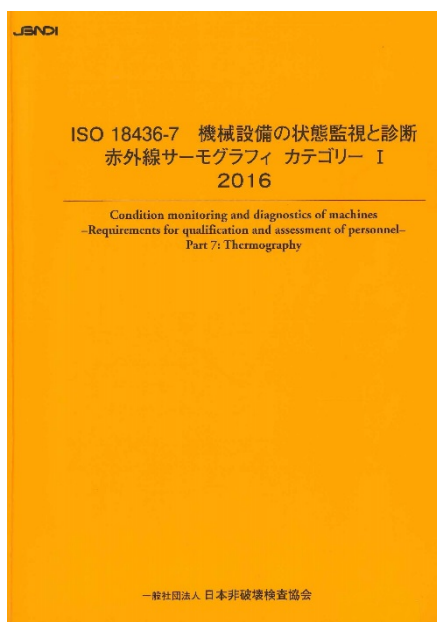 JSNDI
ISO 18436-7 機械設備の状態監視と診断
赤外線サーモグラフィ カテゴリー Ⅰ
2016
Condition monitoring and diagnostics of machines
–Requirements for qualification and assessment of personnel–
Part 7: Thermography
一般社団法人 日本非破壊検査協会